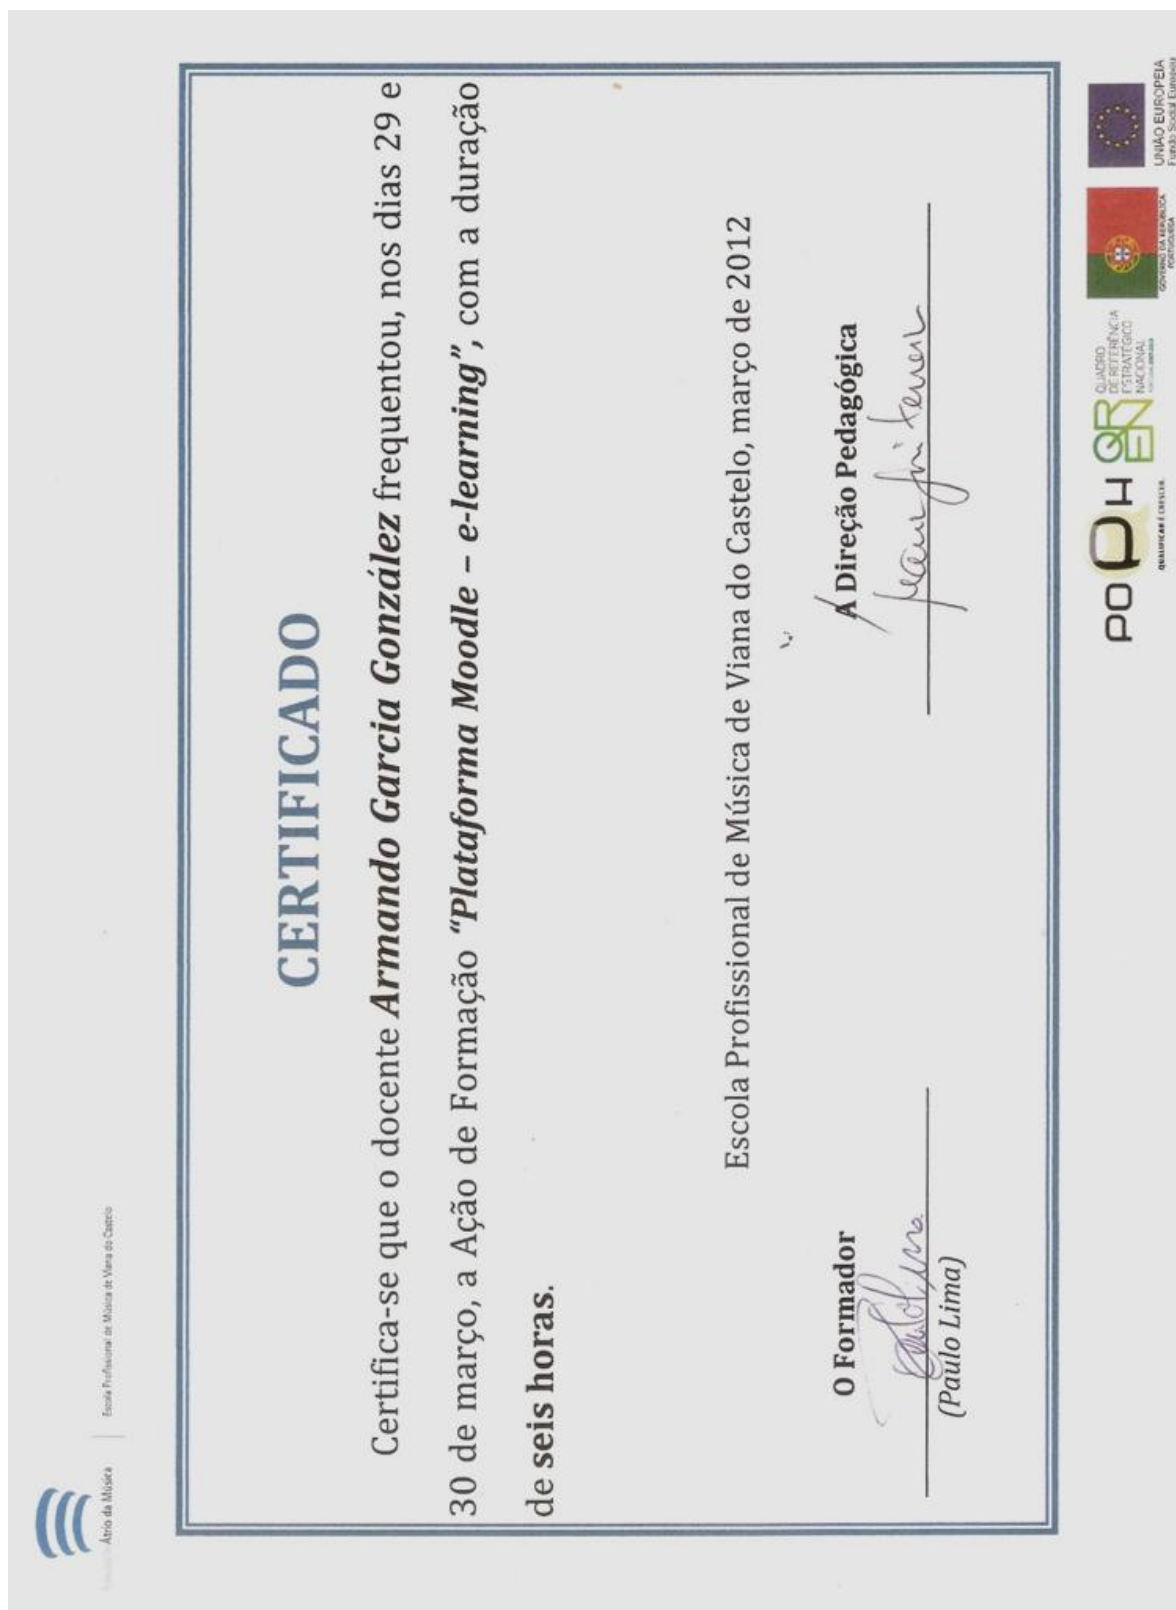 Átrio da Música
Escola Profissional de Música de Viana do Castelo
CERTIFICADO
Certifica-se que o docente Armando Garcia González frequentou, nos dias 29 e
30 de março, a Ação de Formação "Plataforma Moodle – e-learning", com a duração
de seis horas.
Escola Profissional de Música de Viana do Castelo, março de 2012
O Formador
(Paulo Lima)
A Direção Pedagógica
POPH
QUALIFICAR É CRESCER.
QREN
QUADRO
DE REFERÊNCIA
ESTRATÉGICO
NACIONAL
GOVERNO DA REPÚBLICA
PORTUGUESA
UNIÃO EUROPEIA
Fundo Social Europeu